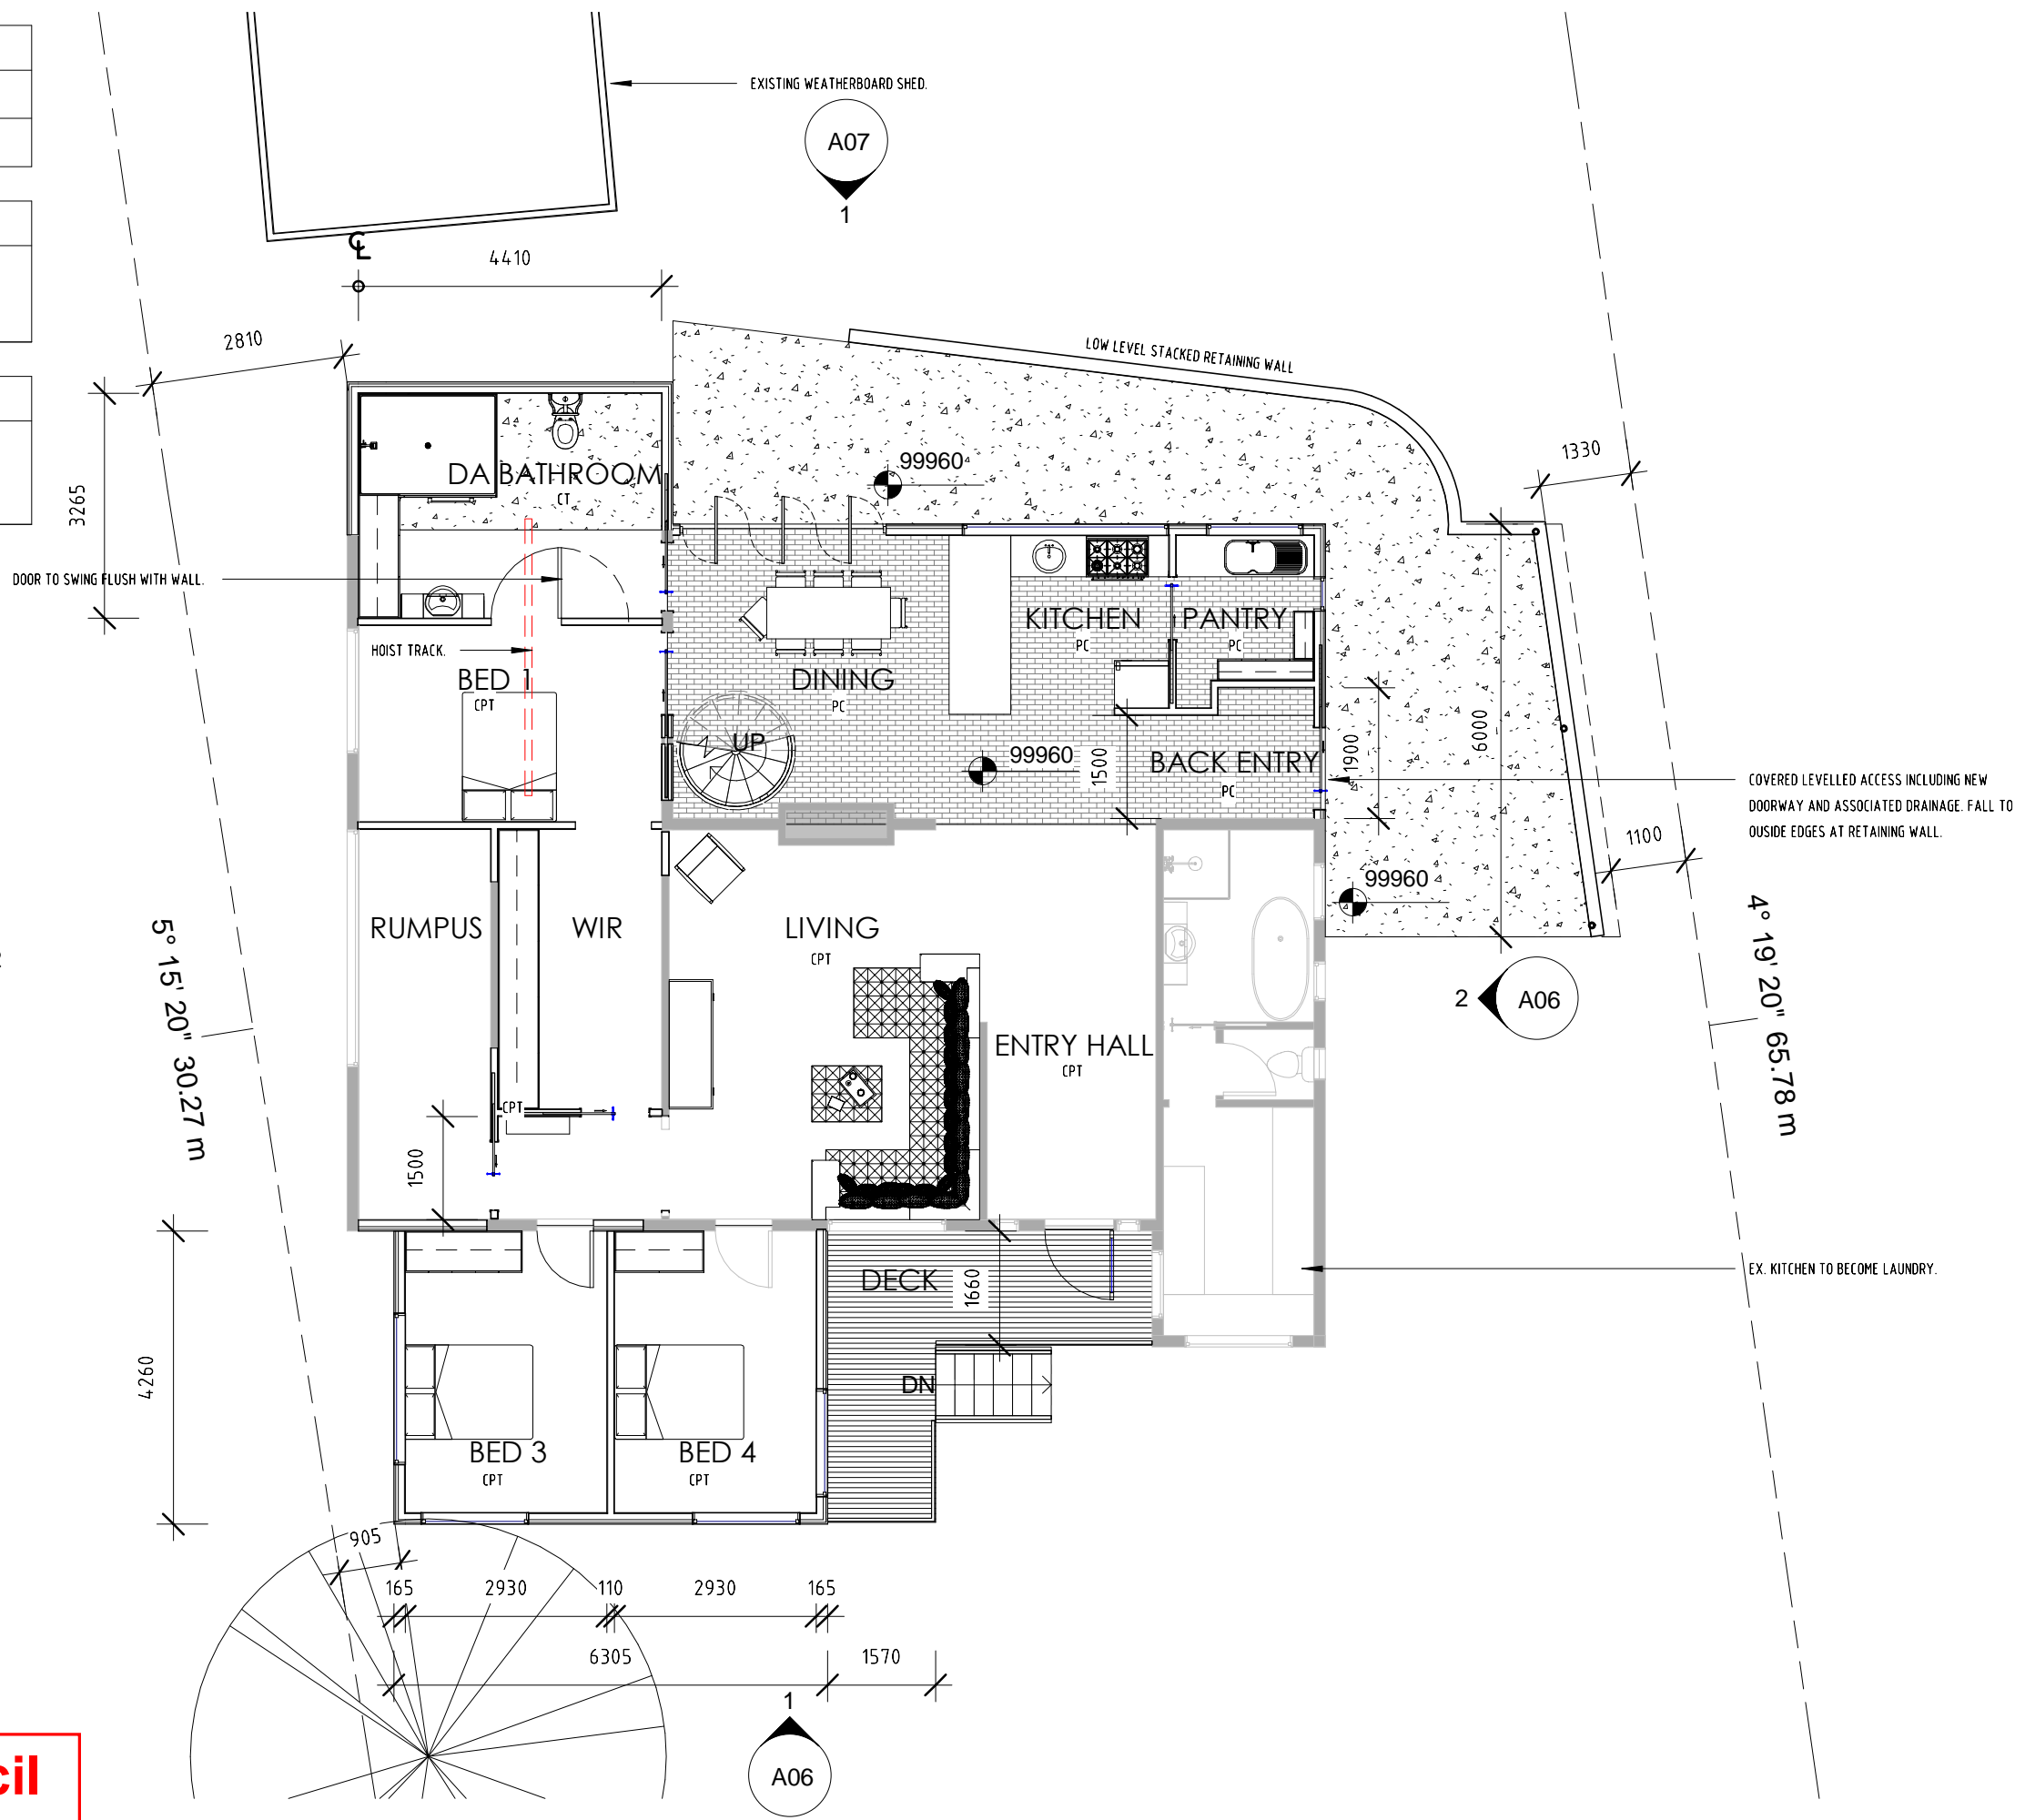 EXISTING WEATHERBOARD SHED.
A07
1
4410
2810
LOW LEVEL STACKED RETAINING WALL
1330
99960
DA BATHROOM
CT
3265
DOOR TO SWING FLUSH WITH WALL.
KITCHEN
PC
PANTRY
PC
HOIST TRACK.
BED 1
CPT
DINING
PC
UP
99960
1500
BACK ENTRY
PC
1900
6000
COVERED LEVELLED ACCESS INCLUDING NEW
DOORWAY AND ASSOCIATED DRAINAGE. FALL TO
OUSIDE EDGES AT RETAINING WALL.
1100
99960
RUMPUS
WIR
LIVING
CPT
5° 15' 20" 30.27 m
4° 19' 20" 65.78 m
2
A06
ENTRY HALL
CPT
CPT
1500
DECK
1660
EX. KITCHEN TO BECOME LAUNDRY.
4260
DN
BED 3
CPT
BED 4
CPT
905
165
2930
110
2930
165
6305
1570
1
A06
cil